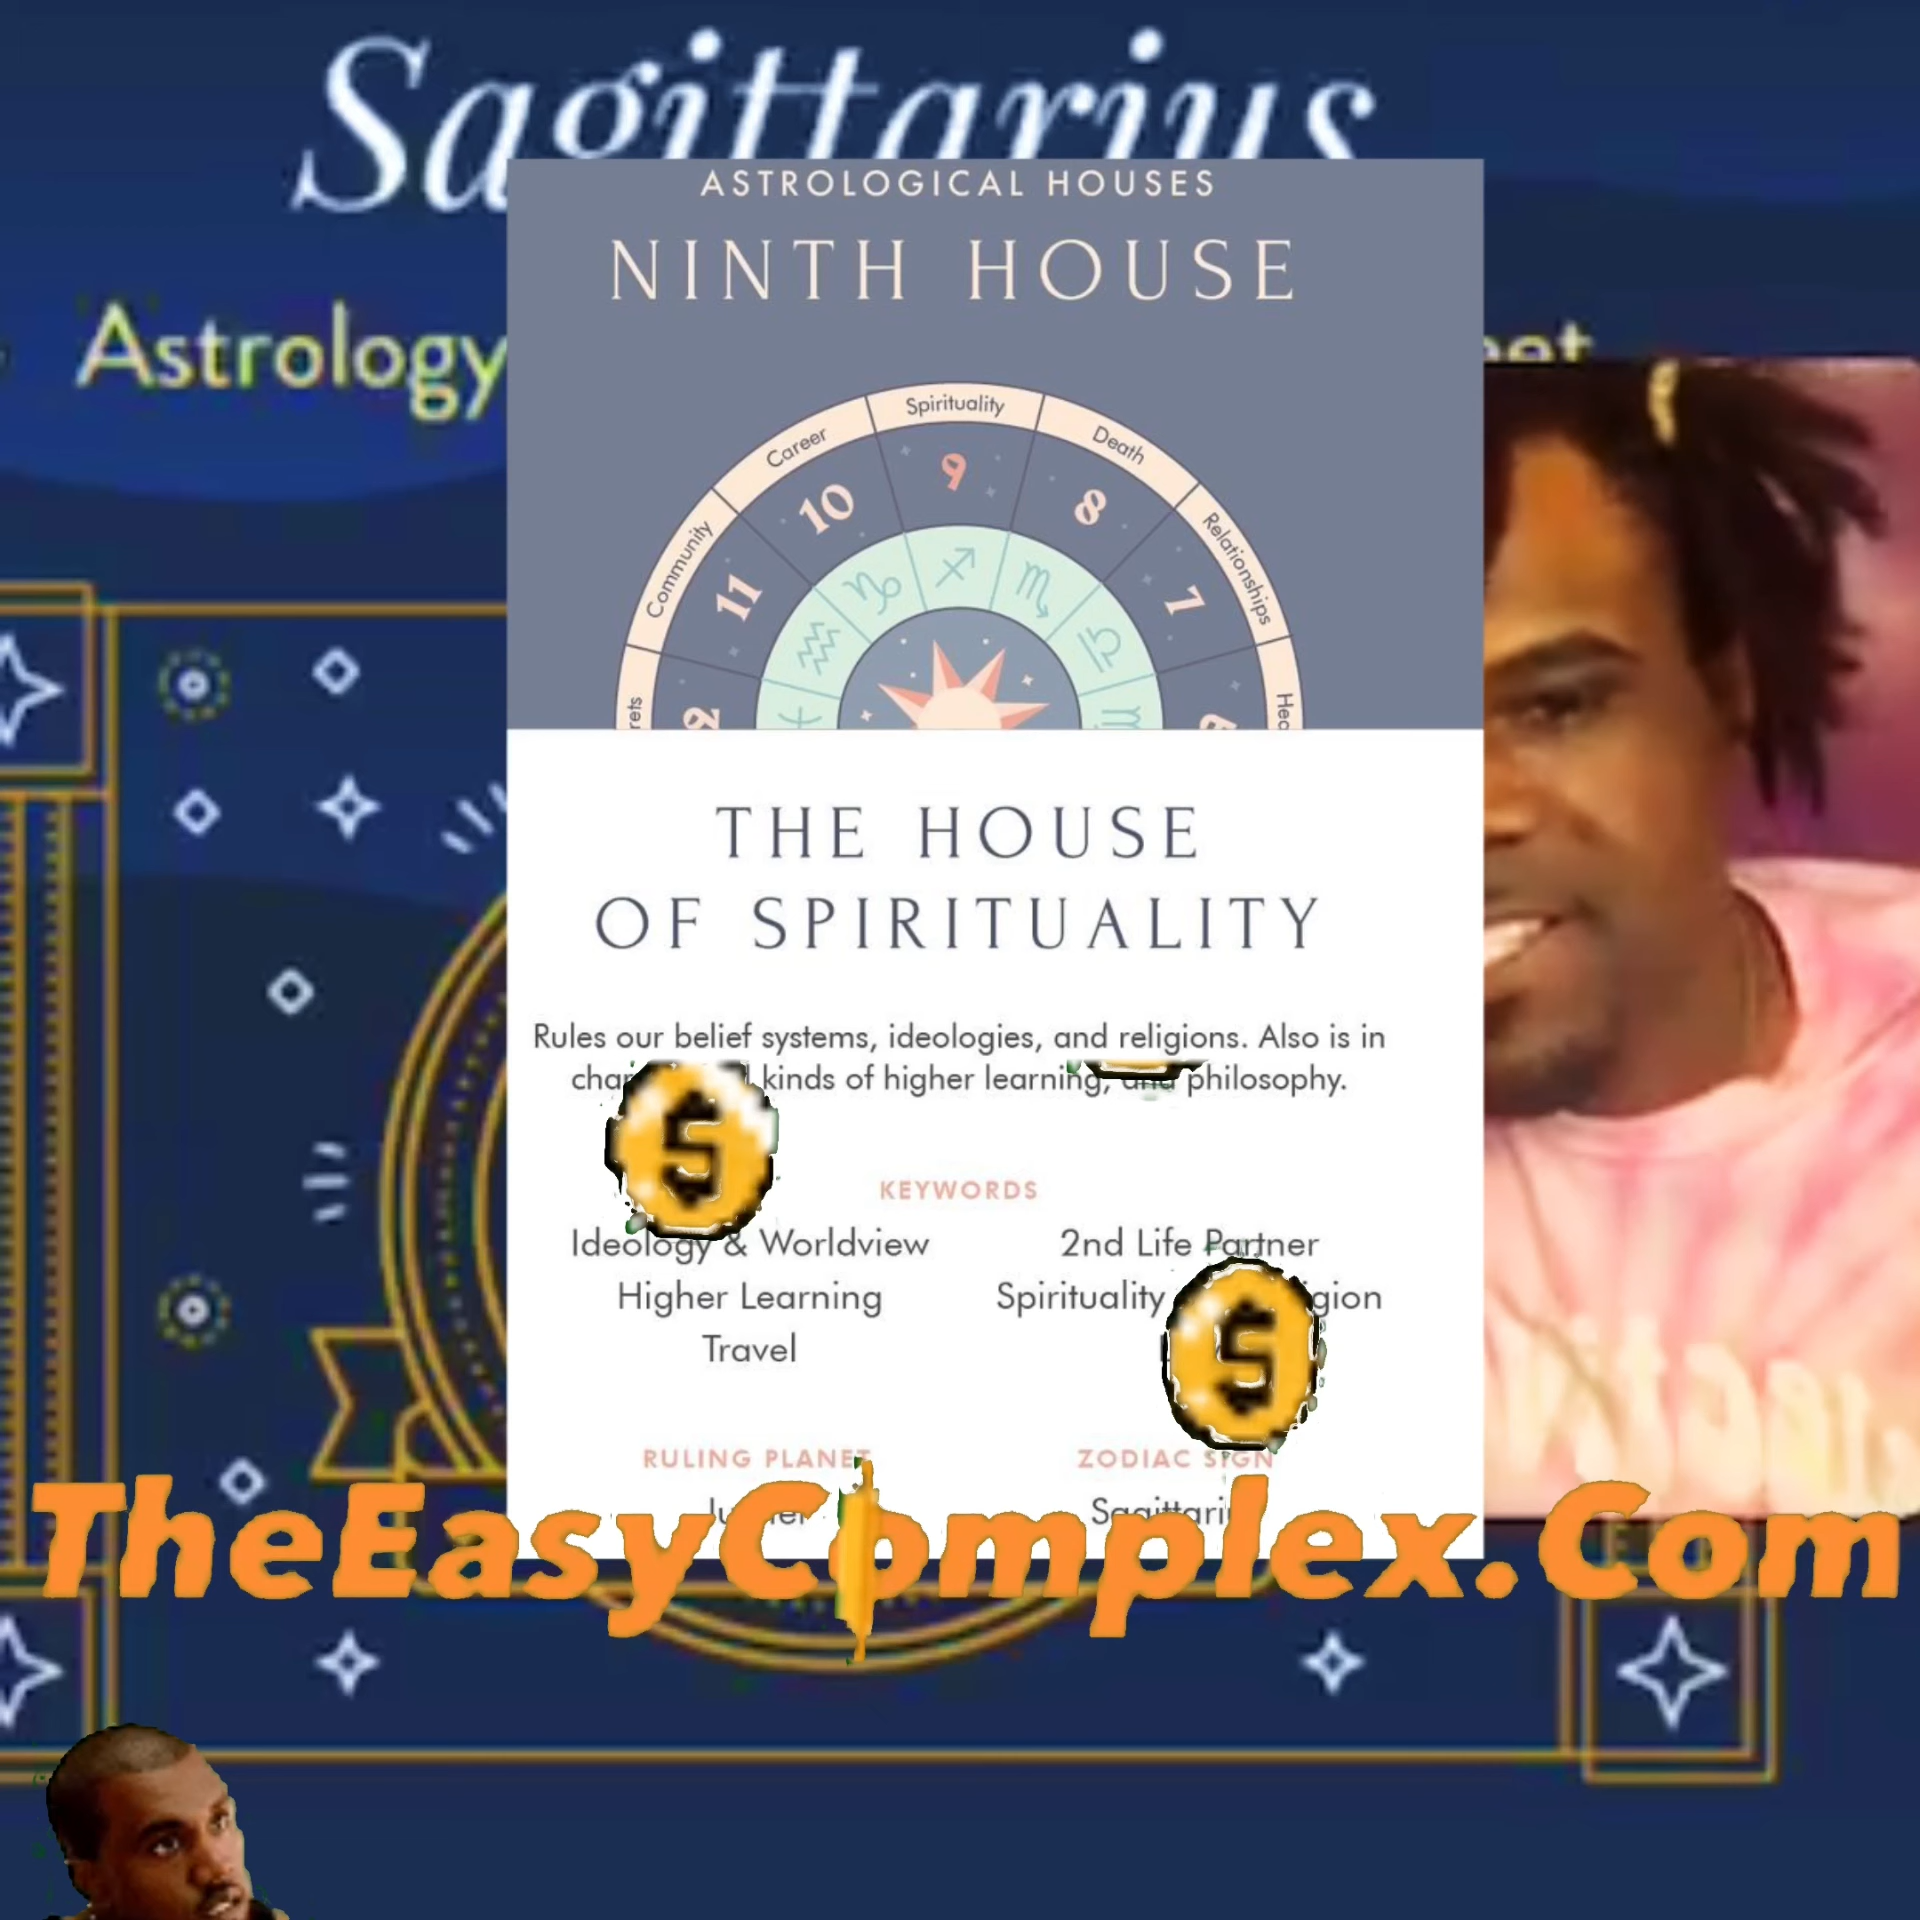 Sagittarius
ASTROLOGICAL HOUSES
NINTH HOUSE
Astrology
Spirituality
Career
Death
9
10
8
Community
Relationships
11
7
THE HOUSE
OF SPIRITUALITY
Rules our belief systems, ideologies, and religions. Also is in
kinds of higher learning, and philosophy.
KEYWORDS
Ideology & Worldview
2nd Life Partner
Higher Learning
Spirituality
Travel
RULING PLANET
ZODIAC SIGN
TheEasyComplex.Com